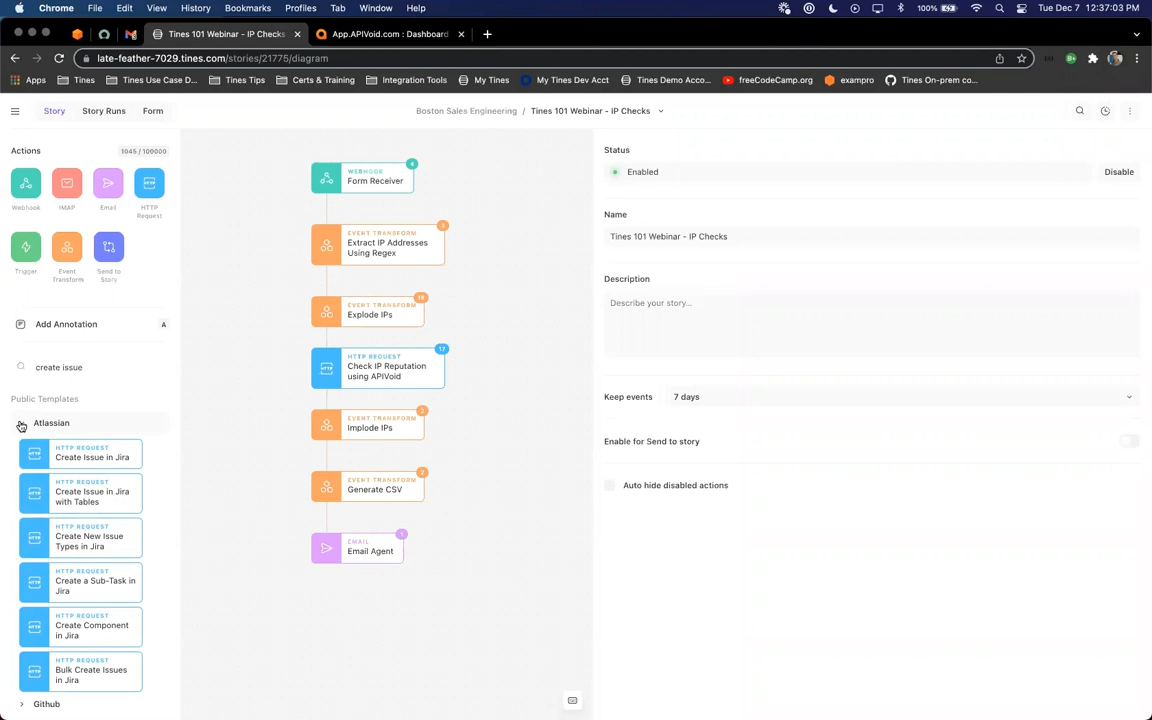 Chrome File Edit View History Bookmarks Profiles Tab Window Help 100% Tue Dec 7 12:37:03 PM
Tines 101 Webinar - IP Checks App.APIVoid.com : Dashboard
late-feather-7029.tines.com/stories/21775/diagram
Apps Tines Tines Use Case D... Tines Tips Certs & Training Integration Tools My Tines My Tines Dev Acct Tines Demo Acco... freeCodeCamp.org exampro Tines On-prem co...
Story Story Runs Form Boston Sales Engineering / Tines 101 Webinar - IP Checks
Actions 1045 / 100000
Webhook IMAP Email HTTP
Request
Trigger Event
Transform Send to
Story
Add Annotation A
create issue
Public Templates
Atlassian
HTTP REQUEST
Create Issue in Jira
HTTP REQUEST
Create Issue in Jira
with Tables
HTTP REQUEST
Create New Issue
Types in Jira
HTTP REQUEST
Create a Sub-Task in
Jira
HTTP REQUEST
Create Component
in Jira
HTTP REQUEST
Bulk Create Issues
in Jira
Github
WEBHOOK
Form Receiver
EVENT TRANSFORM
Extract IP Addresses
Using Regex
EVENT TRANSFORM
Explode IPs
17
HTTP REQUEST
Check IP Reputation
using APIVoid
EVENT TRANSFORM
Implode IPs
2
EVENT TRANSFORM
Generate CSV
1
EMAIL
Email Agent
Status
Enabled Disable
Name
Tines 101 Webinar - IP Checks
Description
Describe your story...
Keep events 7 days
Enable for Send to story
Auto hide disabled actions